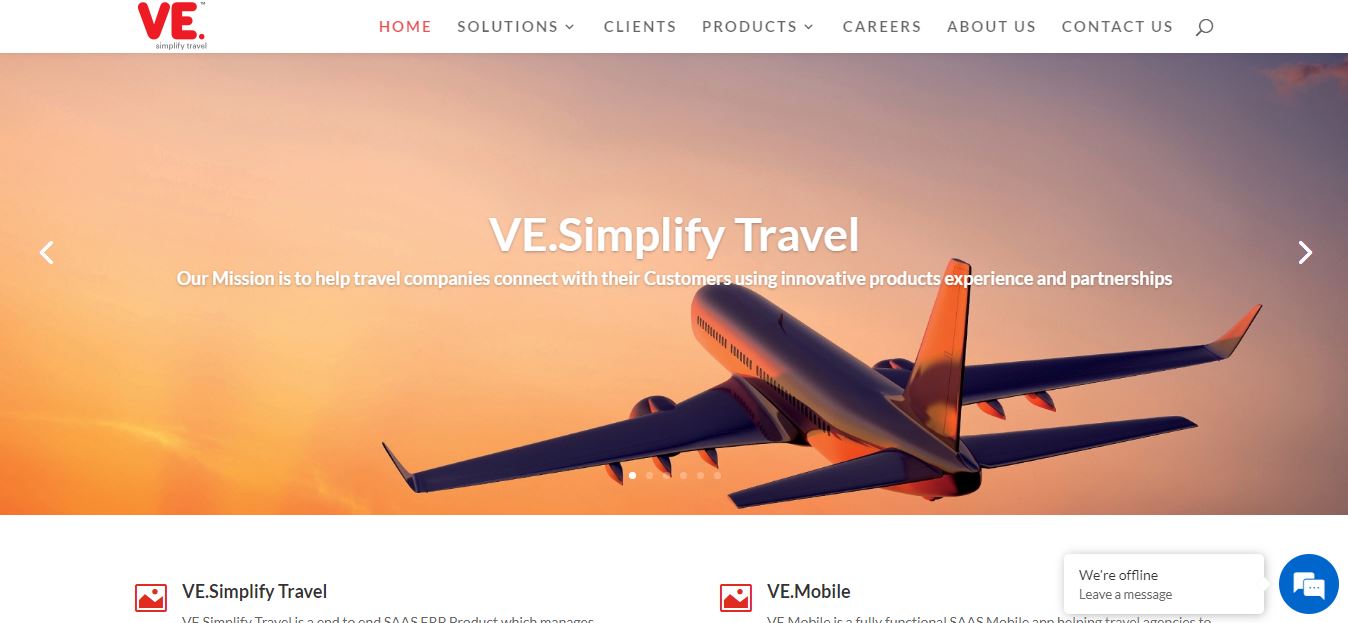 VE.
™
simplify travel
HOME SOLUTIONS CLIENTS PRODUCTS CAREERS ABOUT US CONTACT US
VE.Simplify Travel
Our Mission is to help travel companies connect with their Customers using innovative products experience and partnerships
VE.Simplify Travel
VE.Simplify Travel is a end to end SAAS ERP Product which manages
VE.Mobile
VE.Mobile is a fully functional SAAS Mobile app helping travel agencies to
We're offline
Leave a message